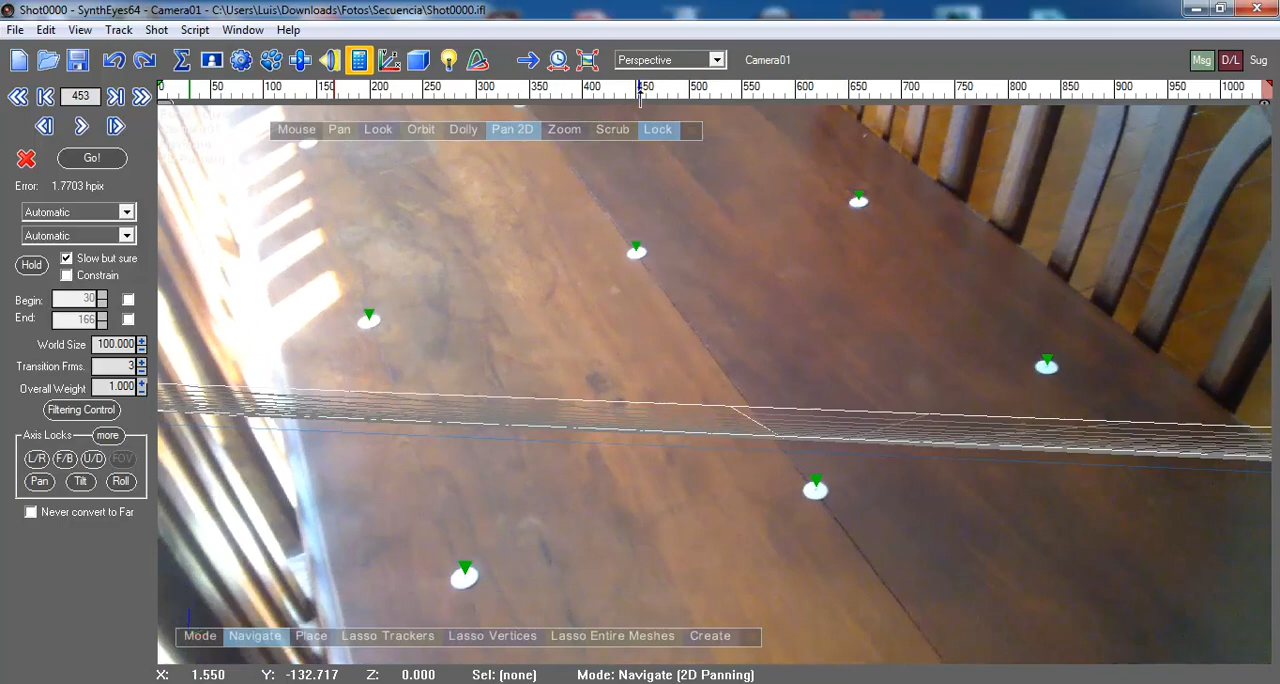 Shot0000 - SynthEyes64 - Camera01 - C:\Users\Luis\Downloads\Fotos\Secuencia\Shot0000.ifl
File Edit View Track Shot Script Window Help
Perspective Camera01 Msg D/L Sug
453
0 50 100 150 200 250 300 350 400 450 500 550 600 650 700 750 800 850 900 950 1000
Mouse Pan Look Orbit Dolly Pan 2D Zoom Scrub Lock
Go!
Error: 1.7703 hpix
Automatic
Automatic
Hold
Slow but sure
Constrain
Begin: 30
End: 166
World Size 100.000
Transition Frms. 3
Overall Weight 1.000
Filtering Control
Axis Locks more
L/R F/B U/D FOV
Pan Tilt Roll
Never convert to Far
Mode Navigate Place Lasso Trackers Lasso Vertices Lasso Entire Meshes Create
X: 1.550 Y: -132.717 Z: 0.000 Sel: (none) Mode: Navigate (2D Panning)